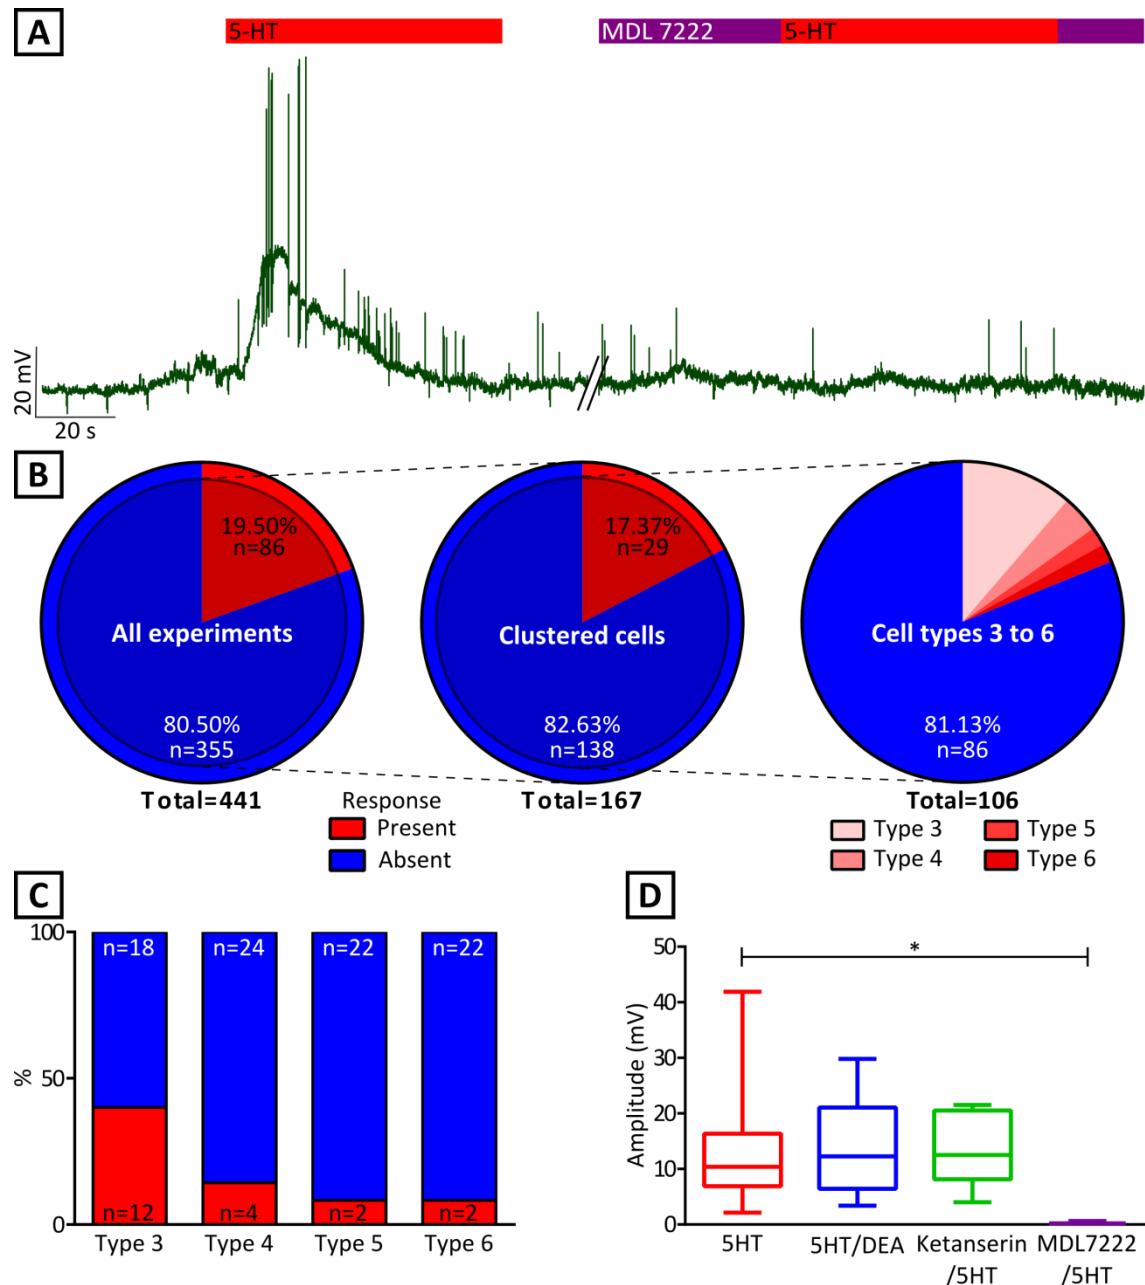 A
5-HT
MDL 7222
5-HT
20 mV
20 s
B
19.50%
n=86
All experiments
80.50%
n=355
Total=441
17.37%
n=29
Clustered cells
82.63%
n=138
Total=167
Cell types 3 to 6
81.13%
n=86
Total=106
Response
Present
Absent
Type 3
Type 5
Type 4
Type 6
C
100
50
0
%
n=18
n=24
n=22
n=22
n=12
n=4
n=2
n=2
Type 3
Type 4
Type 5
Type 6
D
50
40
30
20
10
0
Amplitude (mV)
*
5HT
5HT/DEA
Ketanserin
/5HT
MDL7222
/5HT